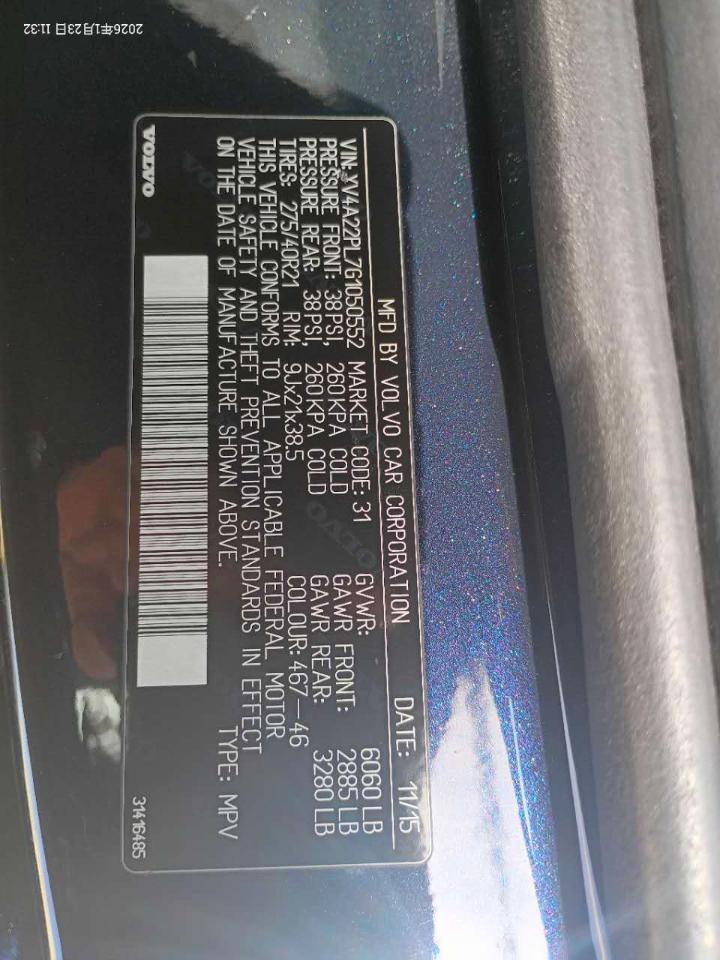 MFD BY VOLVO CAR CORPORATION DATE: 11/15
VIN: YV4A22PL7G1050552 MARKET CODE: 31 GVWR: 6060 LB
PRESSURE FRONT: 38PSI, 260KPA COLD GAWR FRONT: 2885 LB
PRESSURE REAR: 38PSI, 260KPA COLD GAWR REAR: 3280 LB
TIRES: 275/40R21 RIM: 9Jx21x38.5 COLOUR: 467-46
THIS VEHICLE CONFORMS TO ALL APPLICABLE FEDERAL MOTOR
VEHICLE SAFETY AND THEFT PREVENTION STANDARDS IN EFFECT
ON THE DATE OF MANUFACTURE SHOWN ABOVE. TYPE: MPV
VOLVO
31416485
2026年1月23日 11:32